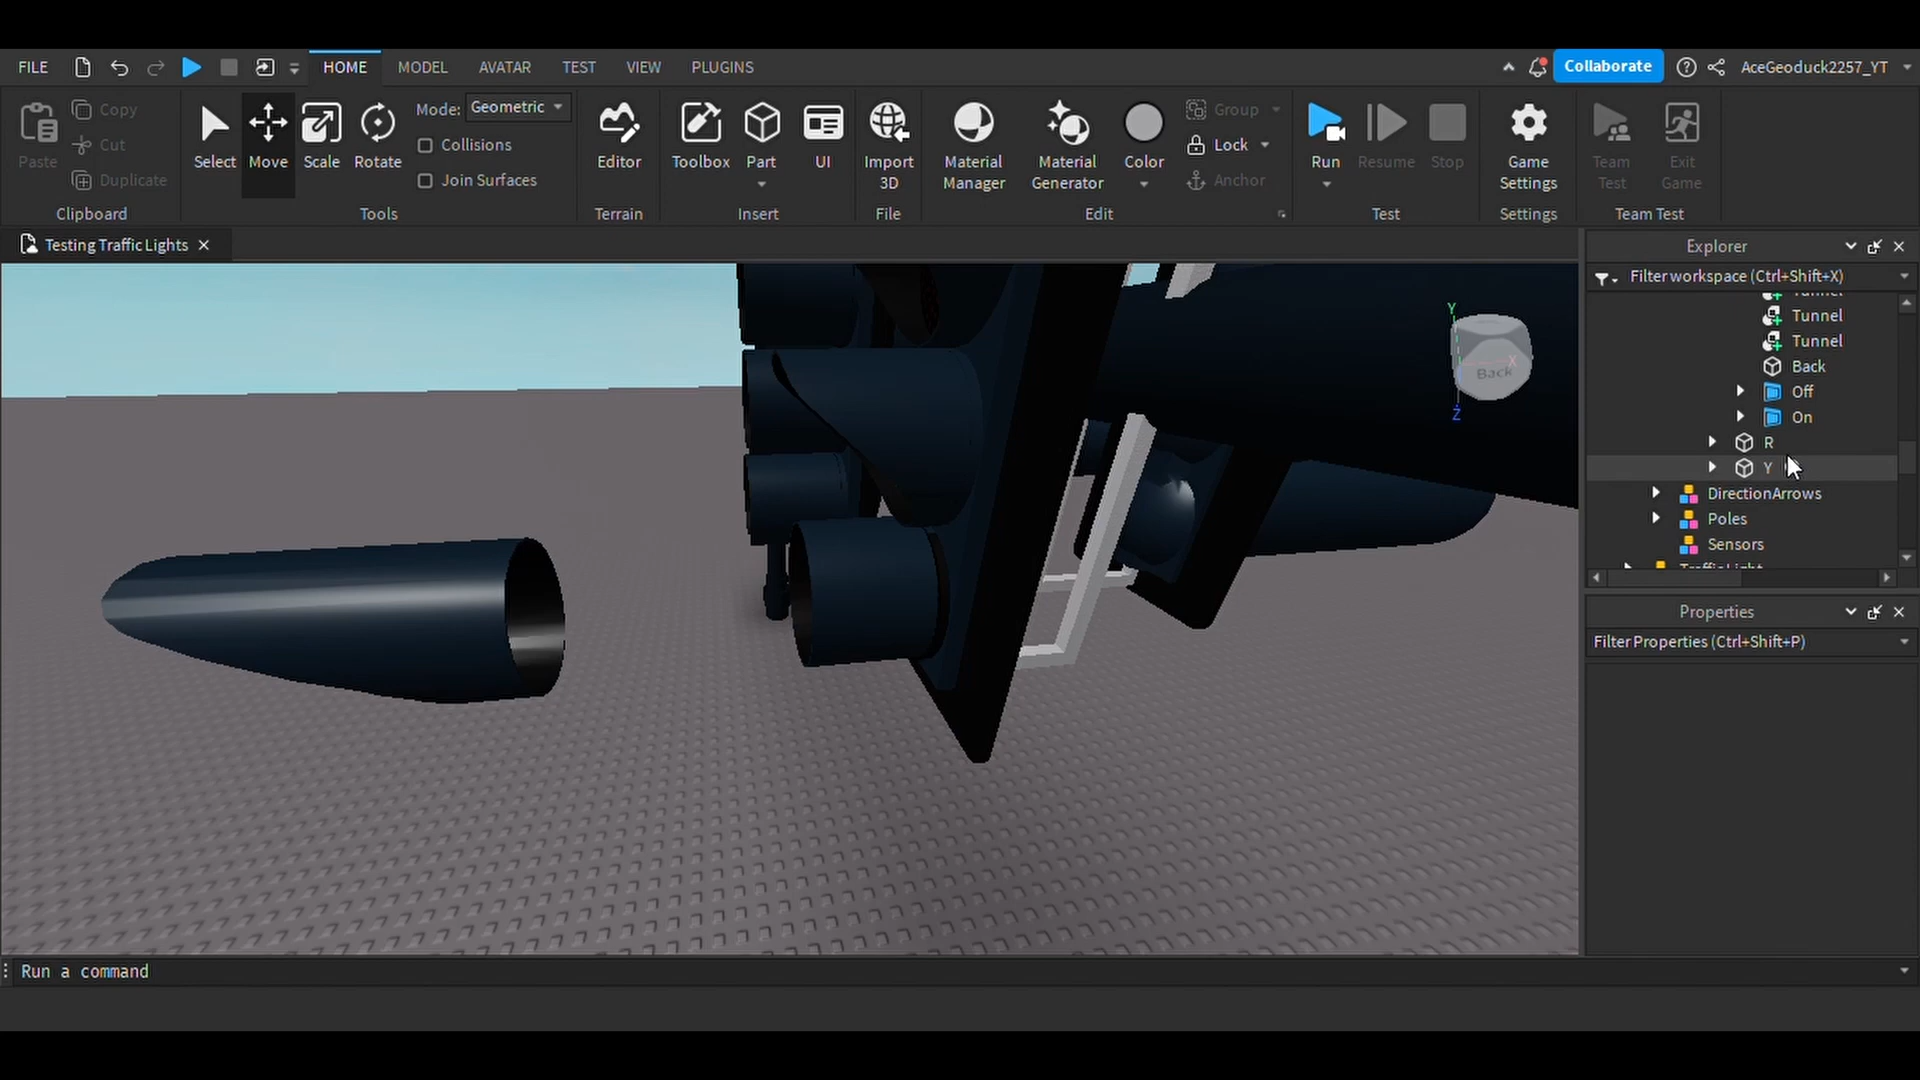 FILE HOME MODEL AVATAR TEST VIEW PLUGINS Collaborate AceGeoduck2257_YT
Paste Copy Cut Duplicate
Clipboard
Select Move Scale Rotate
Mode: Geometric
Collisions
Join Surfaces
Tools
Editor
Terrain
Toolbox Part UI
Insert
Import
3D
File
Material
Manager
Material
Generator
Color
Group
Lock
Anchor
Edit
Run Resume Stop
Test
Game
Settings
Settings
Team
Test
Exit
Game
Team Test
Testing Traffic Lights
Y
X
Back
Z
Explorer
Filter workspace (Ctrl+Shift+X)
Tunnel
Tunnel
Tunnel
Back
Off
On
R
Y
DirectionArrows
Poles
Sensors
TrafficLight
Properties
Filter Properties (Ctrl+Shift+P)
Run a command